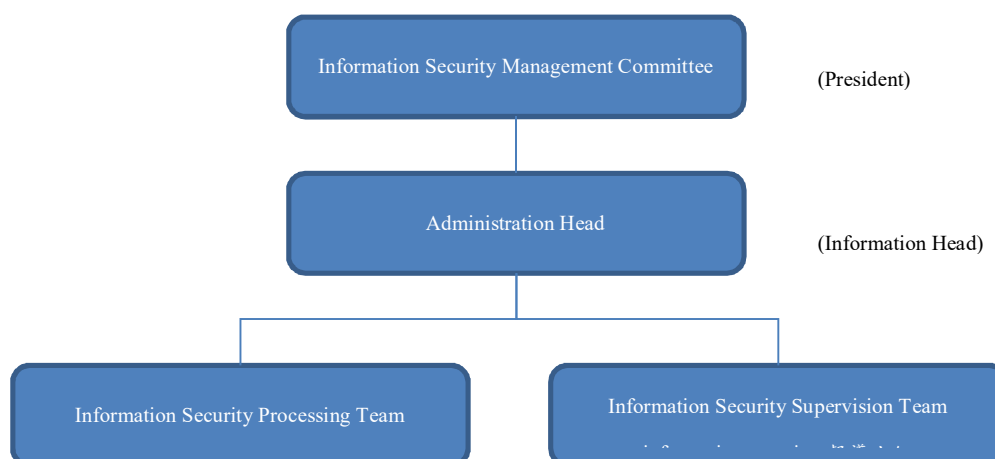 Information Security Management Committee
(President)
Administration Head
(Information Head)
Information Security Processing Team
Information Security Supervision Team